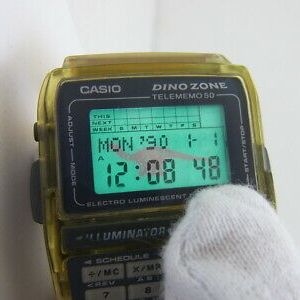 CASIO DINO ZONE
TELEMEMO 50
THIS
NEXT
WEEK S M T W T F S
MON '90 1- 1
A 12:08 48
ADJUST
MODE
START/STOP
ELECTRO LUMINESCENT
ILLUMINATOR
SCHEDULE
÷/MC ×/M
7 8